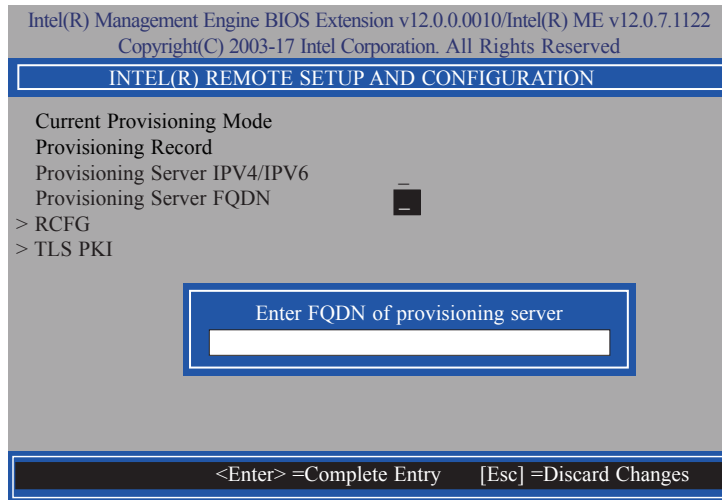 Intel(R) Management Engine BIOS Extension v12.0.0.0010/Intel(R) ME v12.0.7.1122
Copyright(C) 2003-17 Intel Corporation. All Rights Reserved
INTEL(R) REMOTE SETUP AND CONFIGURATION
Current Provisioning Mode
Provisioning Record
Provisioning Server IPV4/IPV6 _
Provisioning Server FQDN _
> RCFG
> TLS PKI
Enter FQDN of provisioning server
<Enter> =Complete Entry [Esc] =Discard Changes